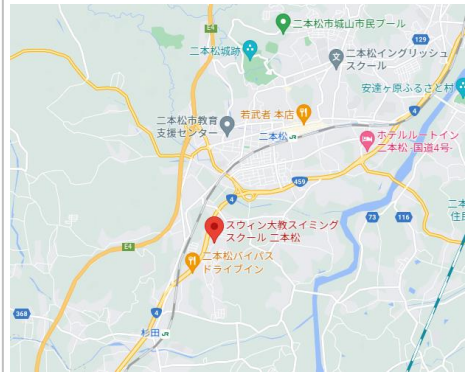 E4
二本松市城山市民プール
129
二本松城跡
二本松イングリッシュ
スクール
安達ヶ原ふるさと村
4
二本松市教育
支援センター
若武者 本店
二本松
ホテルルートイン
二本松 -国道4号-
459
4
73
116
二本
住
スウィン大教スイミング
スクール 二本松
E4
二本松バイパス
ドライブイン
368
4
杉田